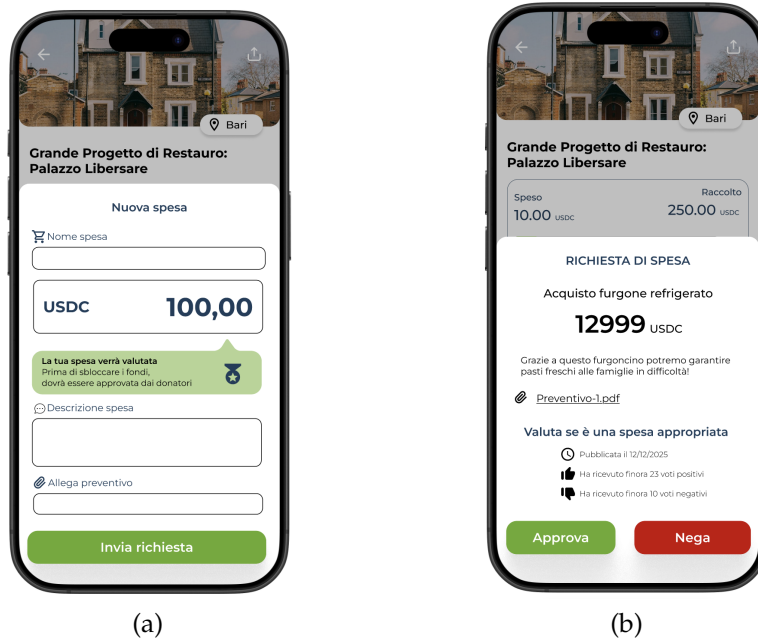 Bari
Grande Progetto di Restauro:
Palazzo Libersare
Nuova spesa
Nome spesa
USDC 100,00
La tua spesa verrà valutata
Prima di sbloccare i fondi,
dovrà essere approvata dai donatori
Descrizione spesa
Allega preventivo
Invia richiesta
(a)
Bari
Grande Progetto di Restauro:
Palazzo Libersare
Speso Raccolto
10.00 USDC 250.00 USDC
RICHIESTA DI SPESA
Acquisto furgone refrigerato
12999 USDC
Grazie a questo furgoncino potremo garantire
pasti freschi alle famiglie in difficoltà!
Preventivo-1.pdf
Valuta se è una spesa appropriata
Pubblicata il 12/12/2025
Ha ricevuto finora 23 voti positivi
Ha ricevuto finora 10 voti negativi
Approva Nega
(b)